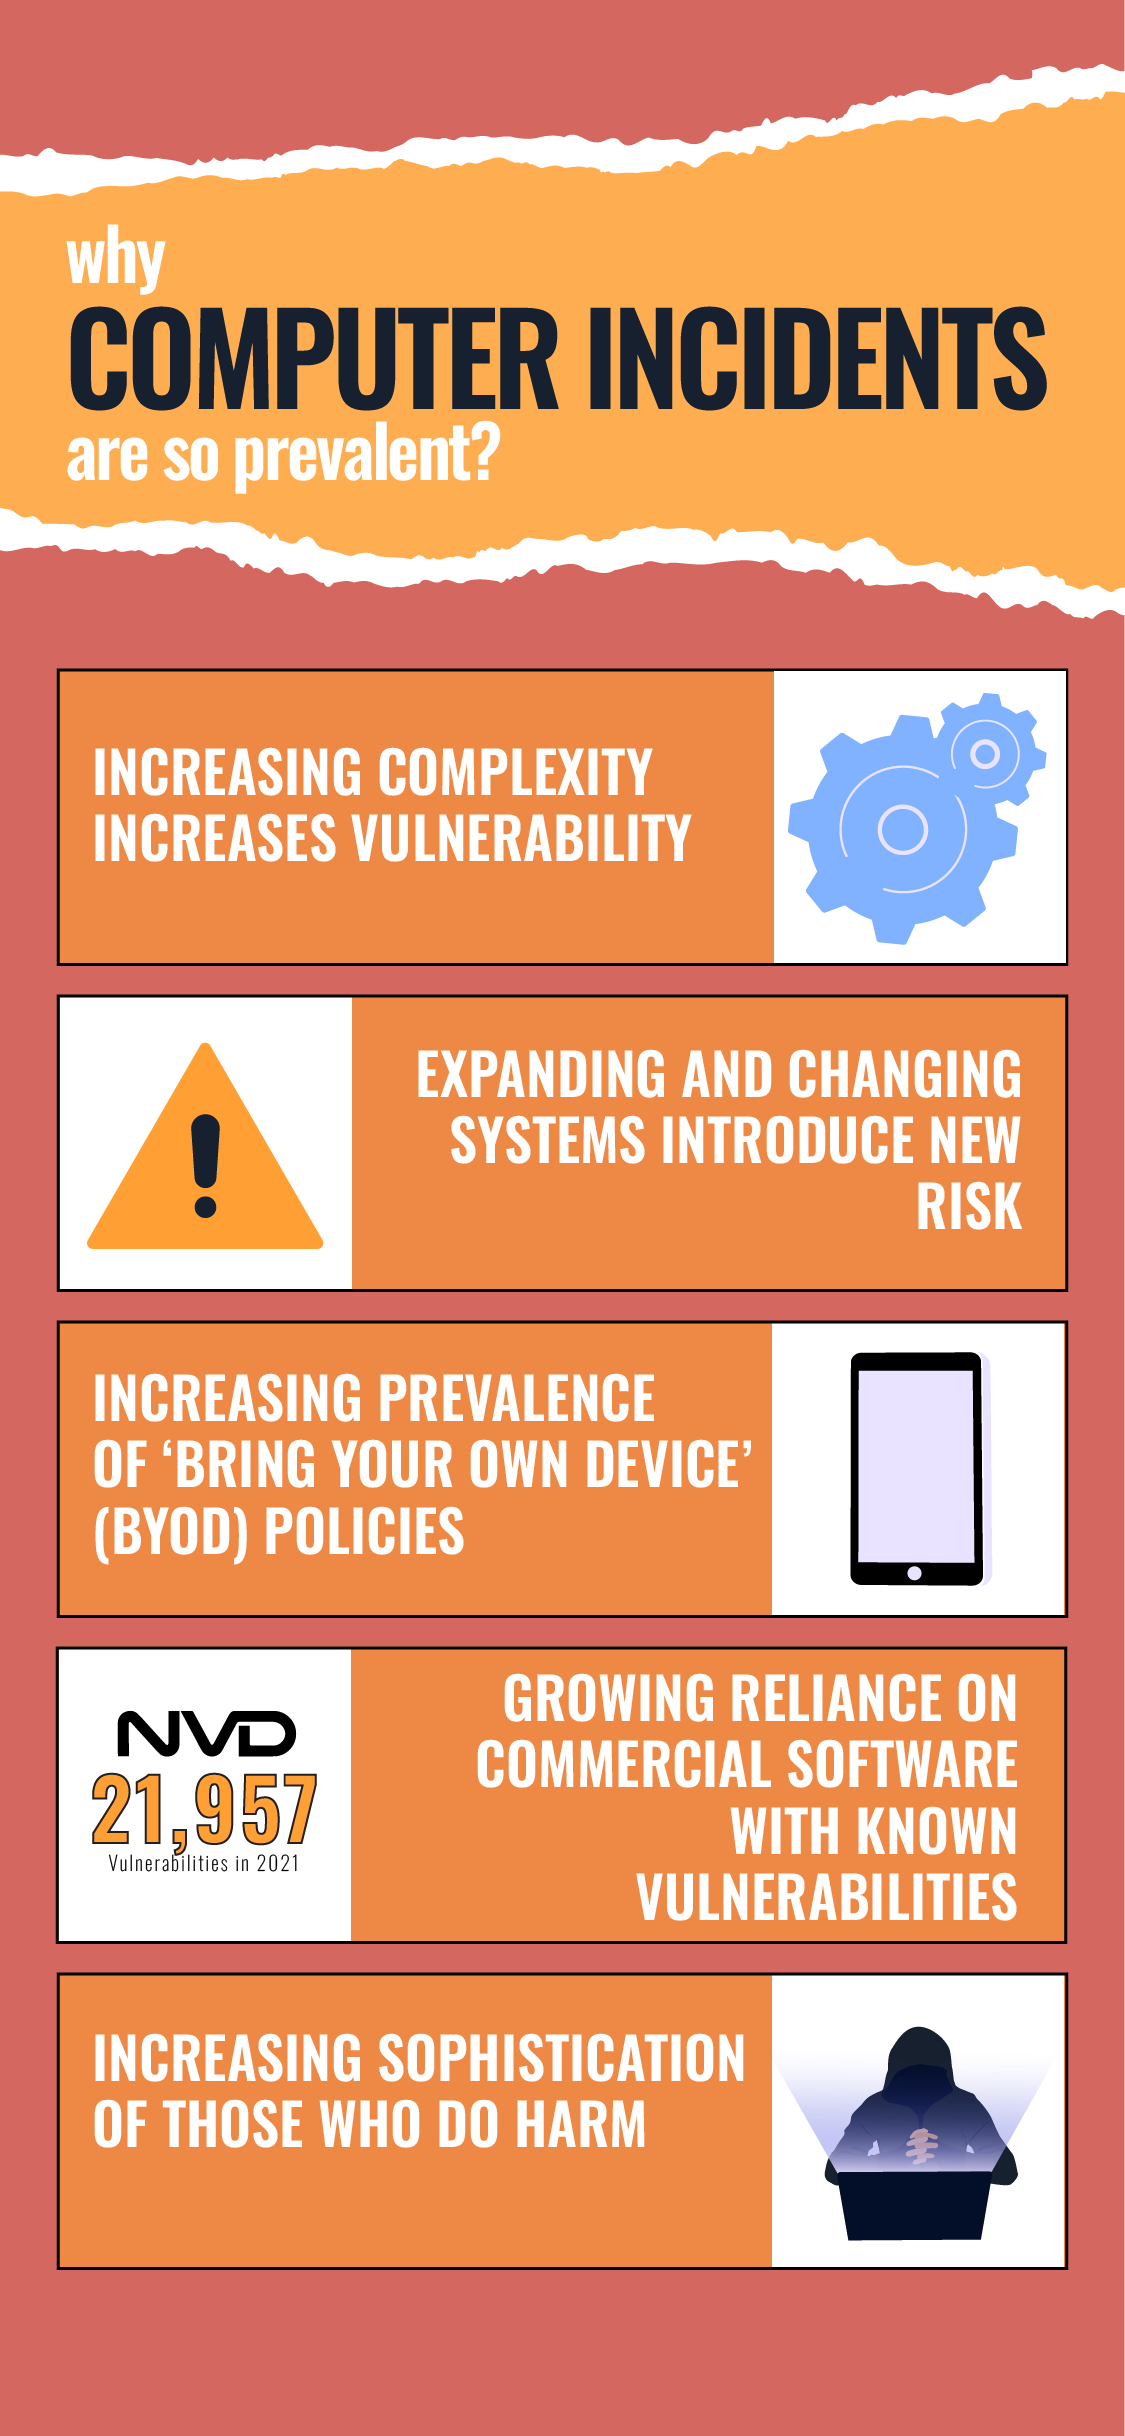 why
COMPUTER INCIDENTS
are so prevalent?
INCREASING COMPLEXITY
INCREASES VULNERABILITY
EXPANDING AND CHANGING
SYSTEMS INTRODUCE NEW
RISK
INCREASING PREVALENCE
OF ‘BRING YOUR OWN DEVICE’
(BYOD) POLICIES
NVD
21,957
Vulnerabilities in 2021
GROWING RELIANCE ON
COMMERCIAL SOFTWARE
WITH KNOWN
VULNERABILITIES
INCREASING SOPHISTICATION
OF THOSE WHO DO HARM